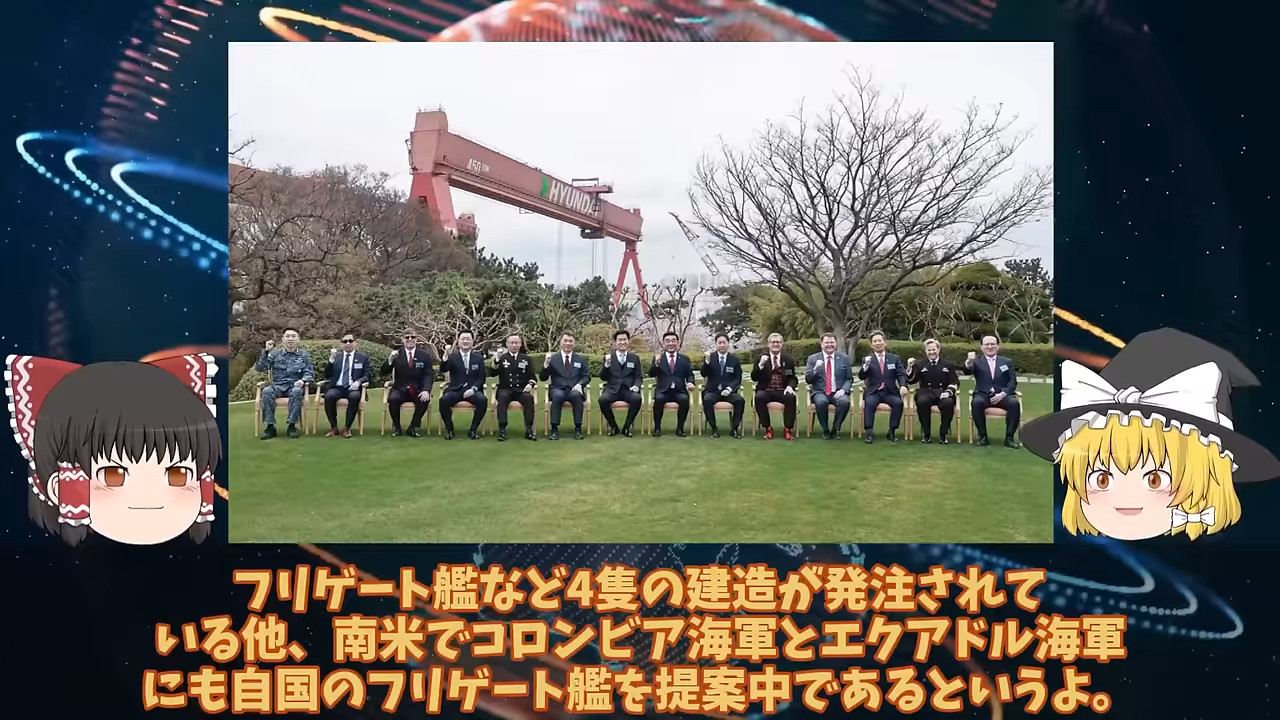 450 TON
HYUNDAI
フリゲート艦など4隻の建造が発注されて
いる他、南米でコロンビア海軍とエクアドル海軍
にも自国のフリゲート艦を提案中であるというよ。